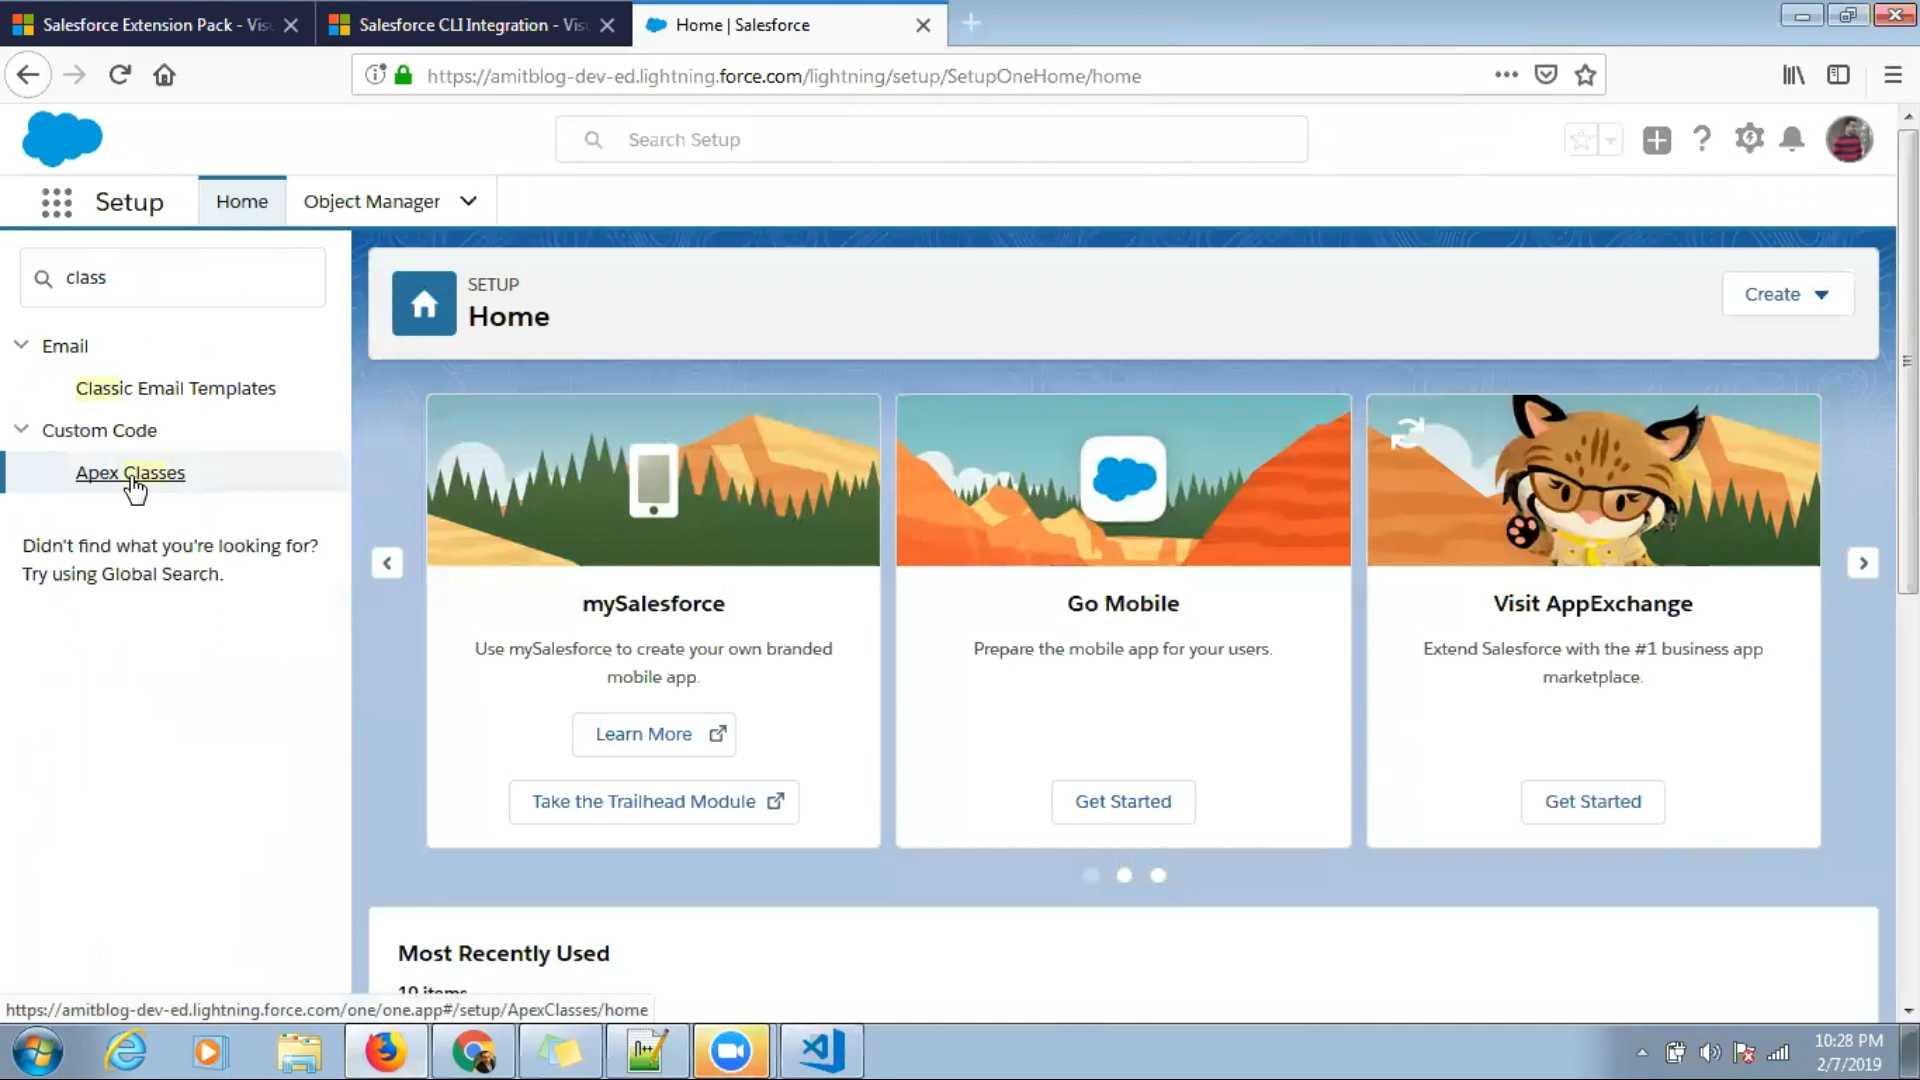 Salesforce Extension Pack - Vis
Salesforce CLI Integration - Vis
Home | Salesforce
https://amitblog-dev-ed.lightning.force.com/lightning/setup/SetupOneHome/home
Search Setup
Setup
Home
Object Manager
class
Email
Classic Email Templates
Custom Code
Apex Classes
Didn't find what you're looking for?
Try using Global Search.
SETUP
Home
Create
mySalesforce
Use mySalesforce to create your own branded
mobile app.
Learn More
Take the Trailhead Module
Go Mobile
Prepare the mobile app for your users.
Get Started
Visit AppExchange
Extend Salesforce with the #1 business app
marketplace.
Get Started
Most Recently Used
10 items
https://amitblog-dev-ed.lightning.force.com/one/one.app#/setup/ApexClasses/home
10:28 PM
2/7/2019